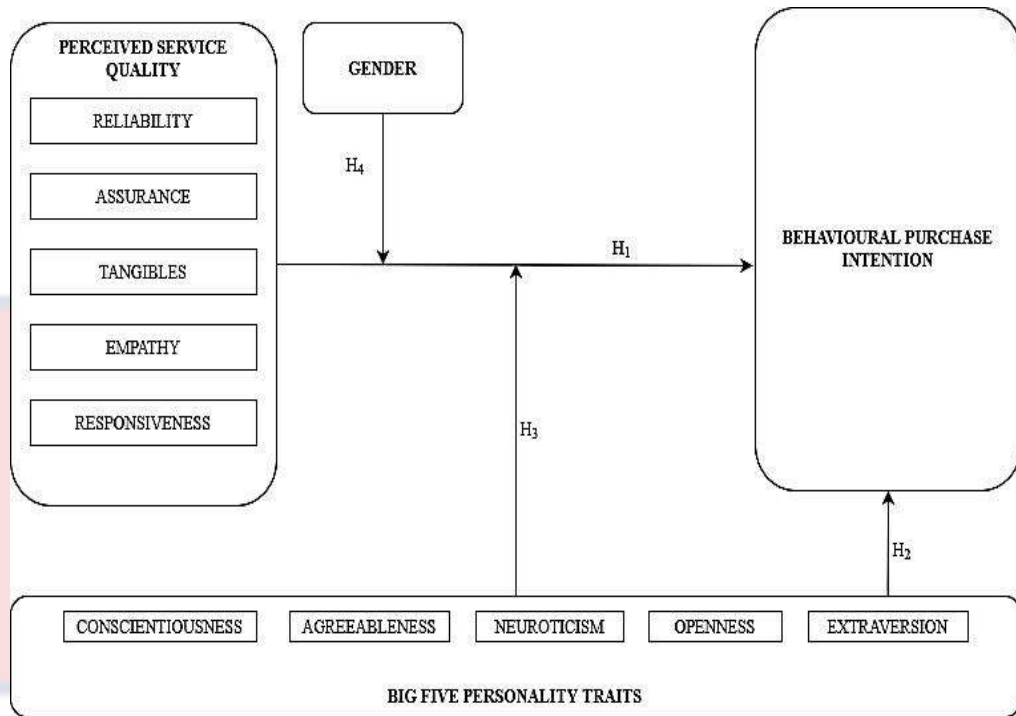 PERCEIVED SERVICE
QUALITY
RELIABILITY
ASSURANCE
TANGIBLES
EMPATHY
RESPONSIVENESS
GENDER
H4
H1
BEHAVIOURAL PURCHASE
INTENTION
H3
H2
CONSCIENTIOUSNESS
AGREEABLENESS
NEUROTICISM
OPENNESS
EXTRAVERSION
BIG FIVE PERSONALITY TRAITS